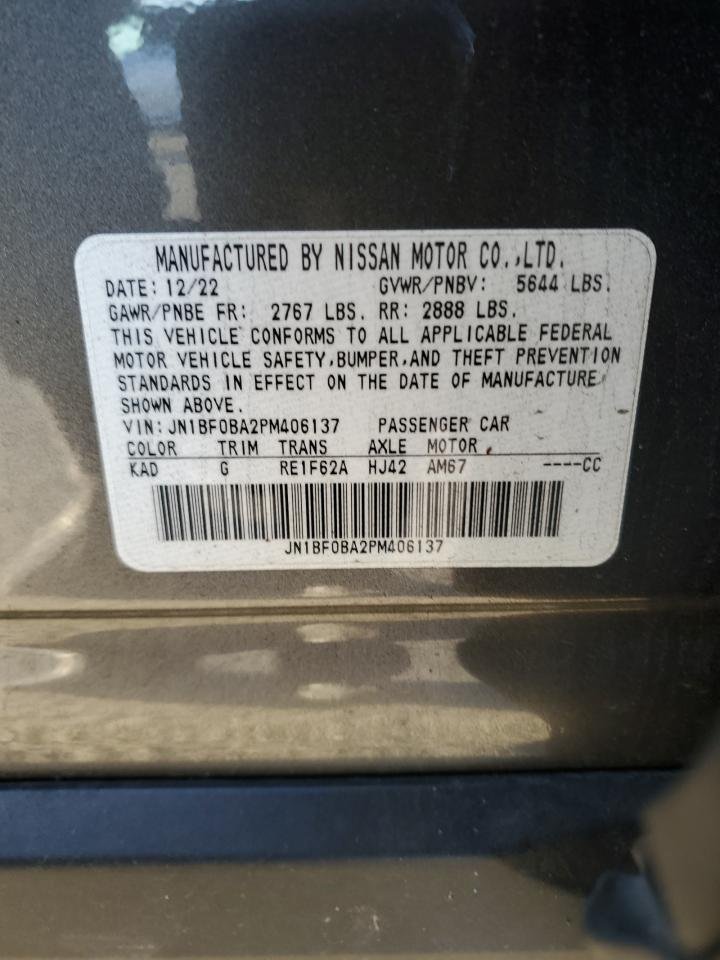 MANUFACTURED BY NISSAN MOTOR CO.,LTD.
DATE: 12/22 GVWR/PNBV: 5644 LBS.
GAWR/PNBE FR: 2767 LBS. RR: 2888 LBS.
THIS VEHICLE CONFORMS TO ALL APPLICABLE FEDERAL
MOTOR VEHICLE SAFETY,BUMPER,AND THEFT PREVENTION
STANDARDS IN EFFECT ON THE DATE OF MANUFACTURE
SHOWN ABOVE.
VIN: JN1BF0BA2PM406137 PASSENGER CAR
COLOR TRIM TRANS AXLE MOTOR
KAD G RE1F62A HJ42 AM67 ----CC
JN1BF0BA2PM406137